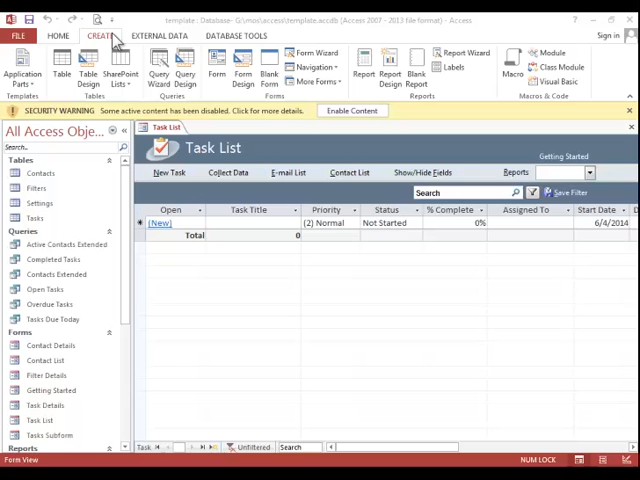 template : Database- G:\mos\access\template.accdb (Access 2007 - 2013 file format) - Access
FILE HOME CREATE EXTERNAL DATA DATABASE TOOLS Sign in
Application Parts
Templates
Table
Table Design
SharePoint Lists
Tables
Query Wizard
Query Design
Queries
Form
Form Design
Blank Form
Form Wizard
Navigation
More Forms
Forms
Report
Report Design
Blank Report
Report Wizard
Labels
Reports
Macro
Module
Class Module
Visual Basic
Macros & Code
SECURITY WARNING Some active content has been disabled. Click for more details. Enable Content
All Access Obje...
Search...
Tables
Contacts
Filters
Settings
Tasks
Queries
Active Contacts Extended
Completed Tasks
Contacts Extended
Open Tasks
Overdue Tasks
Tasks Due Today
Forms
Contact Details
Contact List
Filter Details
Getting Started
Task Details
Task List
Tasks Subform
Reports
Task List
Task List
Getting Started
New Task Collect Data E-mail List Contact List Show/Hide Fields Reports
Search Save Filter
Open Task Title Priority Status % Complete Assigned To Start Date D
(New) (2) Normal Not Started 0% 6/4/2014
Total 0
Task Unfiltered Search
Form View NUM LOCK